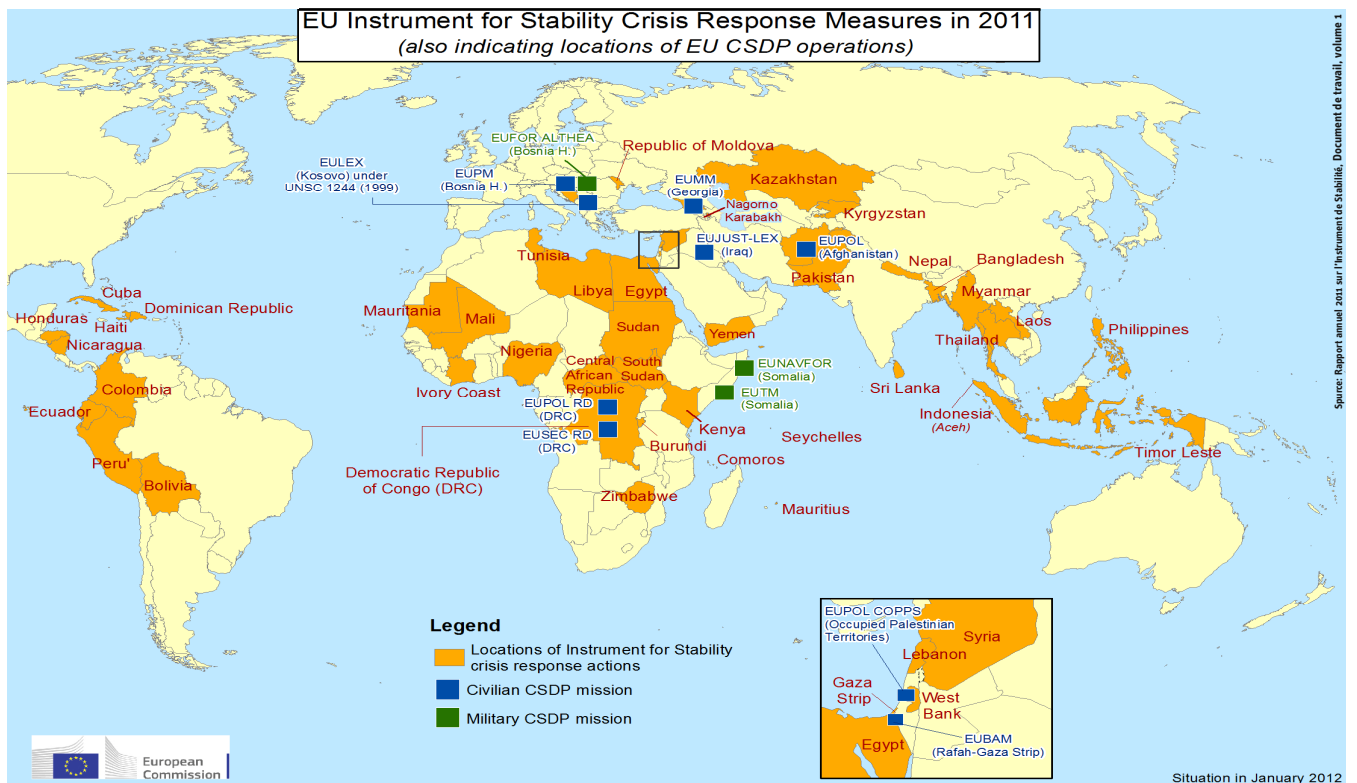 EU Instrument for Stability Crisis Response Measures in 2011
(also indicating locations of EU CSDP operations)
Spurce: Rapport annuel 2011 sur l'Instrument de Stabilité, Document de travail, volume 1
EUFOR ALTHEA
(Bosnia H.)
Republic of Moldova
EULEX
(Kosovo) under
UNSC 1244 (1999)
EUPM
(Bosnia H.)
EUMM
(Georgia)
Kazakhstan
Nagorno
Karabakh
Kyrgyzstan
EUJUST-LEX
(Iraq)
EUPOL
(Afghanistan)
Tunisia
Nepal
Bangladesh
Pakistan
Cuba
Dominican Republic
Honduras
Haiti
Nicaragua
Mauritania
Mali
Libya
Egypt
Myanmar
Laos
Thailand
Philippines
Sudan
Yemen
Nigeria
Central
African
Republic
South
Sudan
EUNAVFOR
(Somalia)
EUTM
(Somalia)
Sri Lanka
Colombia
Ecuador
Ivory Coast
EUPOL RD
(DRC)
EUSEC RD
(DRC)
Kenya
Burundi
Seychelles
Comoros
Indonesia
(Aceh)
Timor Leste
Peru'
Bolivia
Democratic Republic
of Congo (DRC)
Zimbabwe
Mauritius
Legend
Locations of Instrument for Stability
crisis response actions
Civilian CSDP mission
Military CSDP mission
EUPOL COPPS
(Occupied Palestinian
Territories)
Syria
Lebanon
Gaza
Strip
West
Bank
EUBAM
(Rafah-Gaza Strip)
Egypt
European
Commission
Situation in January 2012